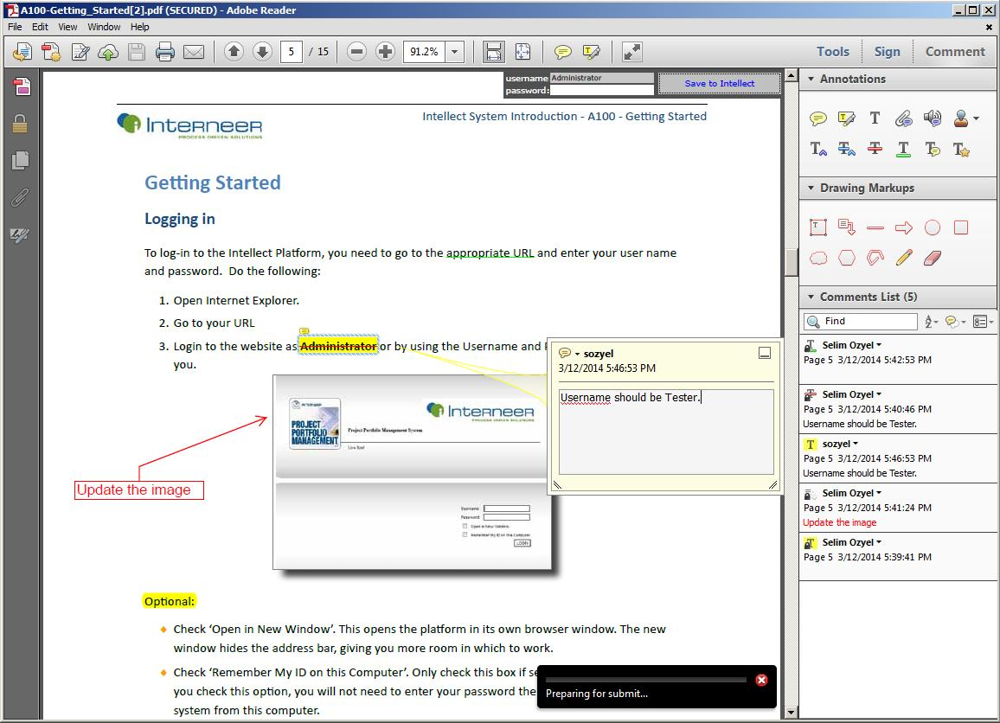 A100-Getting_Started[2].pdf (SECURED) - Adobe Reader
File Edit View Window Help
5 / 15 91.2% Tools Sign Comment
username Administrator
password:
Save to Intellect
Interneer
PROCESS DRIVEN SOLUTIONS
Intellect System Introduction - A100 - Getting Started
Getting Started
Logging in
To log-in to the Intellect Platform, you need to go to the appropriate URL and enter your user name
and password. Do the following:
1. Open Internet Explorer.
2. Go to your URL
3. Login to the website as Administrator or by using the Username and
you.
INTERNEER
PROJECT
PORTFOLIO
MANAGEMENT
Interneer
PROCESS DRIVEN SOLUTIONS
Project Portfolio Management System
Username:
Password:
Open in New Window
Remember My ID on this Computer
LOGIN
Update the image
sozyel
3/12/2014 5:46:53 PM
Username should be Tester.
Optional:
Check ‘Open in New Window’. This opens the platform in its own browser window. The new
window hides the address bar, giving you more room in which to work.
Check ‘Remember My ID on this Computer’. Only check this box if
you check this option, you will not need to enter your password
system from this computer.
Preparing for submit...
Annotations
Drawing Markups
Comments List (5)
Find
Selim Ozyel
Page 5 3/12/2014 5:42:53 PM
Selim Ozyel
Page 5 3/12/2014 5:40:46 PM
Username should be Tester.
sozyel
Page 5 3/12/2014 5:46:53 PM
Username should be Tester.
Selim Ozyel
Page 5 3/12/2014 5:41:24 PM
Update the image
Selim Ozyel
Page 5 3/12/2014 5:39:41 PM